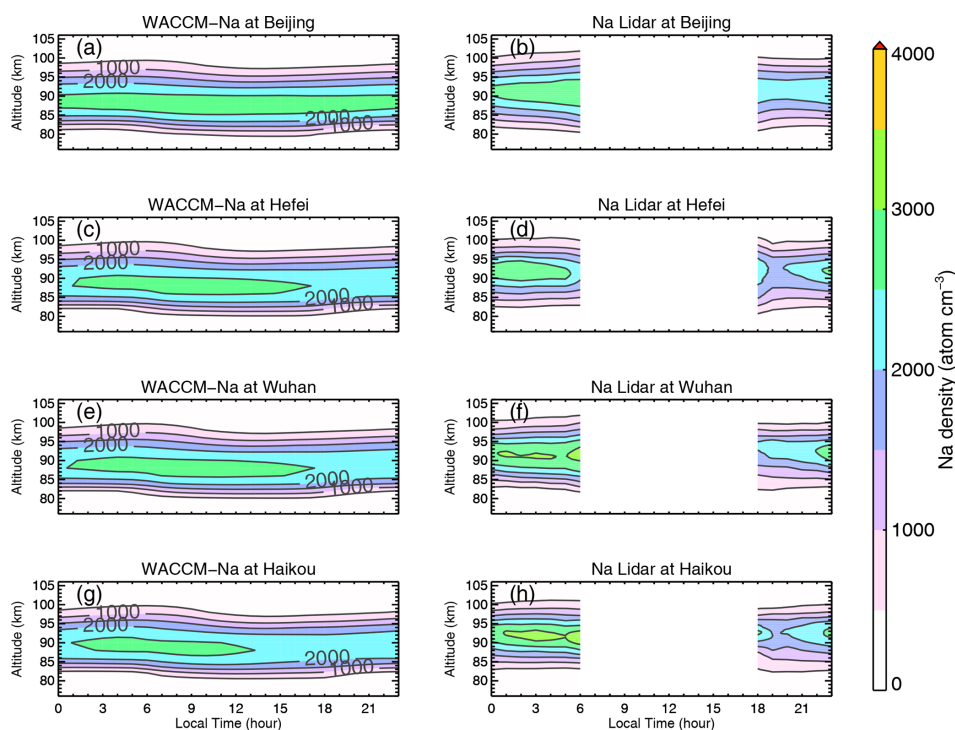 WACCM−Na at Beijing
Na Lidar at Beijing
(a)
(b)
105
100
95
90
85
80
Altitude (km)
1000
2000
2000
1000
105
100
95
90
85
80
Altitude (km)
WACCM−Na at Hefei
Na Lidar at Hefei
(c)
(d)
105
100
95
90
85
80
Altitude (km)
1000
2000
2000
1000
105
100
95
90
85
80
Altitude (km)
WACCM−Na at Wuhan
Na Lidar at Wuhan
(e)
(f)
105
100
95
90
85
80
Altitude (km)
1000
2000
2000
1000
105
100
95
90
85
80
Altitude (km)
WACCM−Na at Haikou
Na Lidar at Haikou
(g)
(h)
105
100
95
90
85
80
Altitude (km)
1000
2000
2000
1000
105
100
95
90
85
80
Altitude (km)
0 3 6 9 12 15 18 21
Local Time (hour)
0 3 6 9 12 15 18 21
Local Time (hour)
4000
3000
2000
1000
0
Na density (atom cm⁻³)